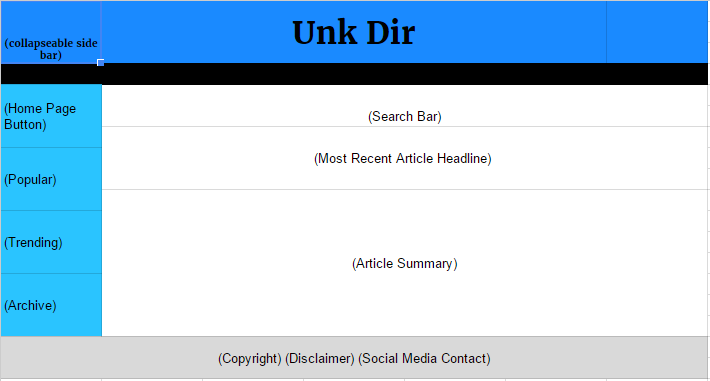 (collapseable side
bar)
Unk Dir
(Home Page
Button)
(Search Bar)
(Most Recent Article Headline)
(Popular)
(Trending)
(Article Summary)
(Archive)
(Copyright) (Disclaimer) (Social Media Contact)